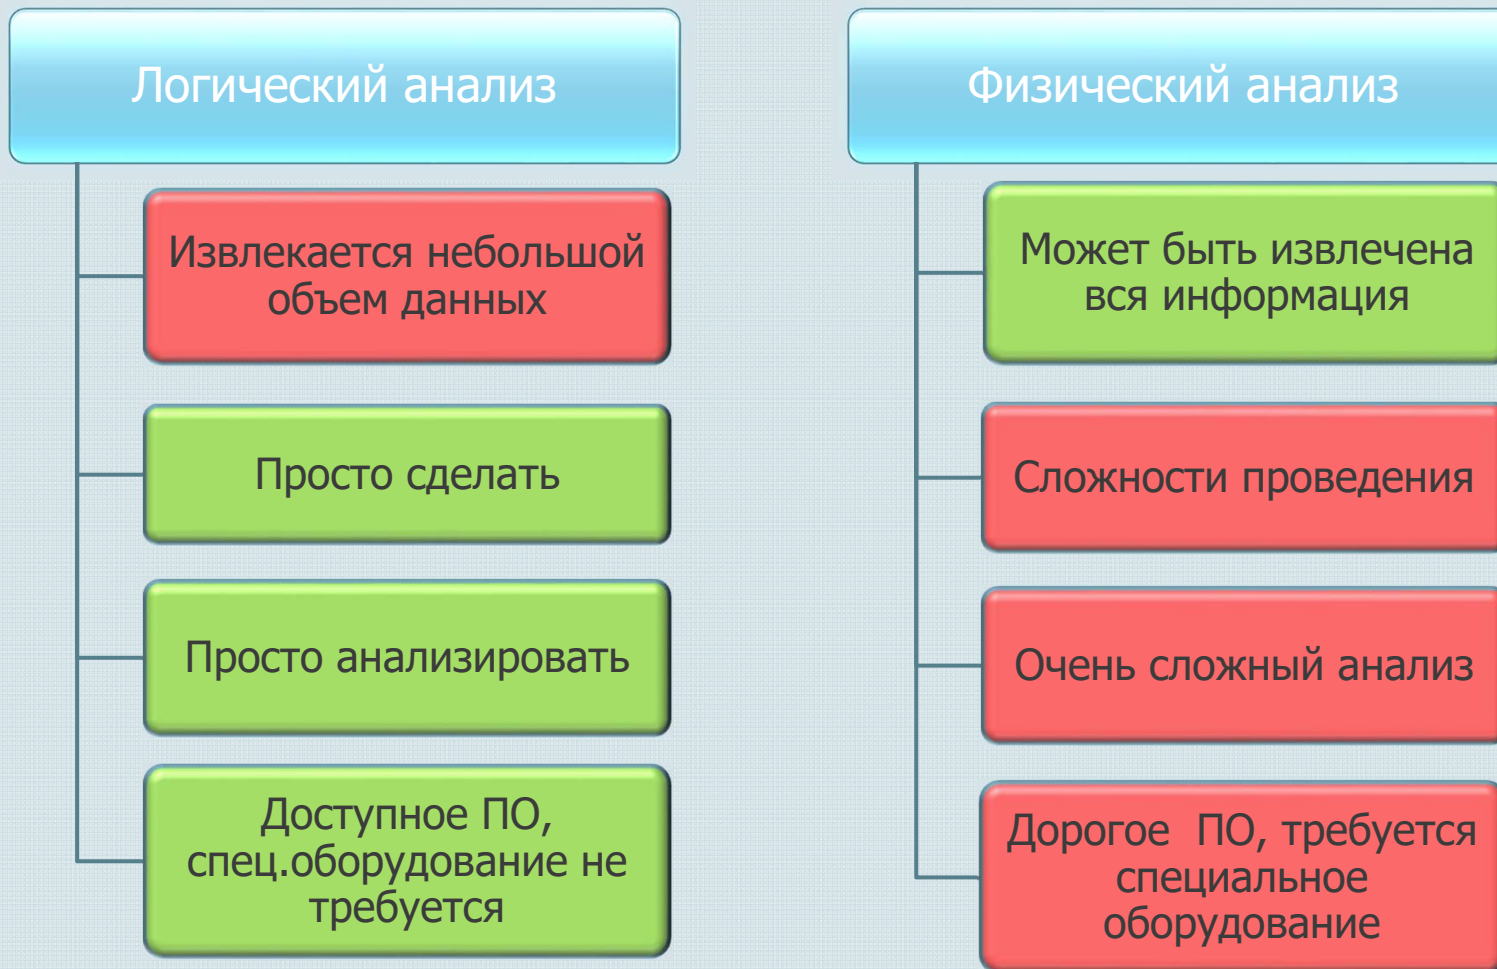 Логический анализ
Извлекается небольшой
объем данных
Просто сделать
Просто анализировать
Доступное ПО,
спец.оборудование не
требуется
Физический анализ
Может быть извлечена
вся информация
Сложности проведения
Очень сложный анализ
Дорогое  ПО, требуется
специальное
оборудование